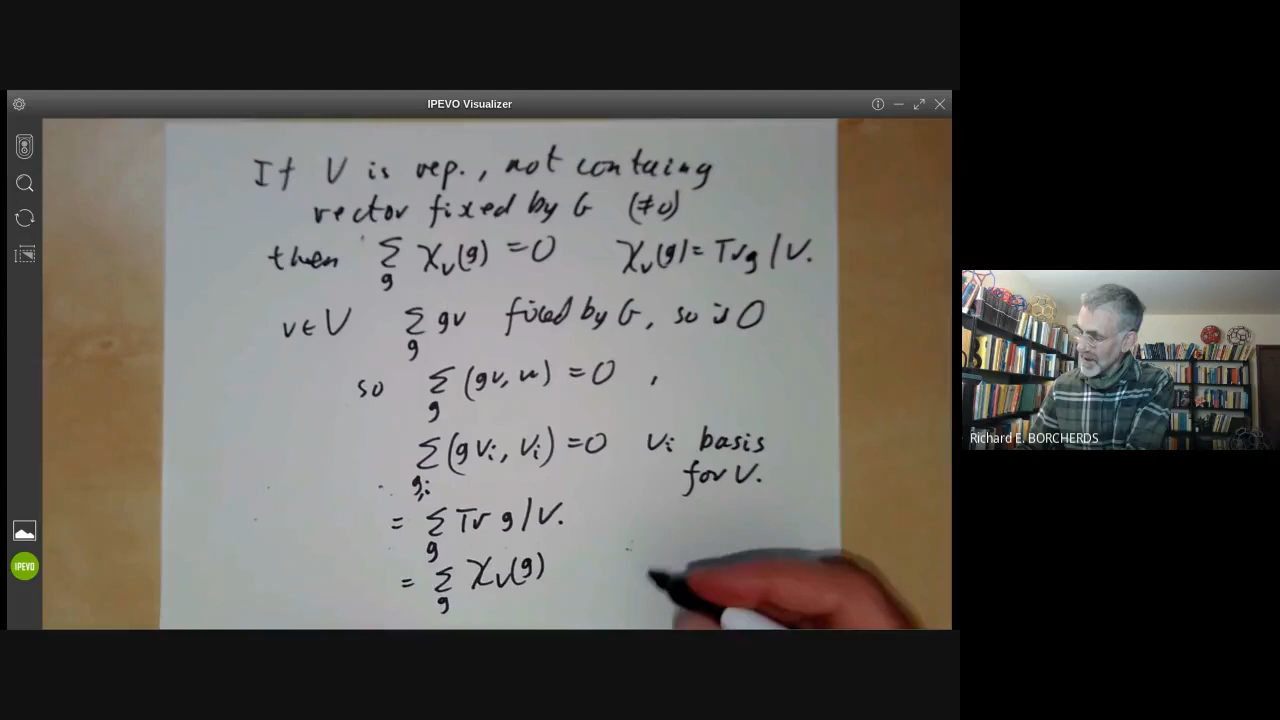 IPEVO Visualizer
If V is rep., not containg
vector fixed by G (≠0)
then Σ_g χ_V(g) = 0 χ_V(g) = Tr g / V.
v ∈ V Σ_g gv fixed by G, so is 0
so Σ_g (gv, u) = 0 ,
Σ_{g,i} (g v_i, v_i) = 0 v_i basis
for V.
= Σ_g Tr g / V.
= Σ_g χ_V(g)
IPEVO
Richard E. BORCHERDS